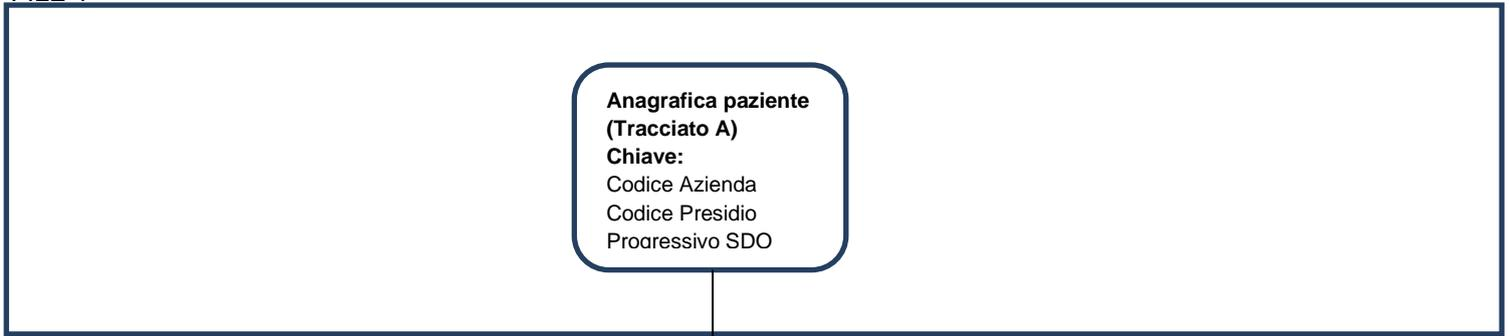 Anagrafica paziente
(Tracciato A)
Chiave:
Codice Azienda
Codice Presidio
Progressivo SDO